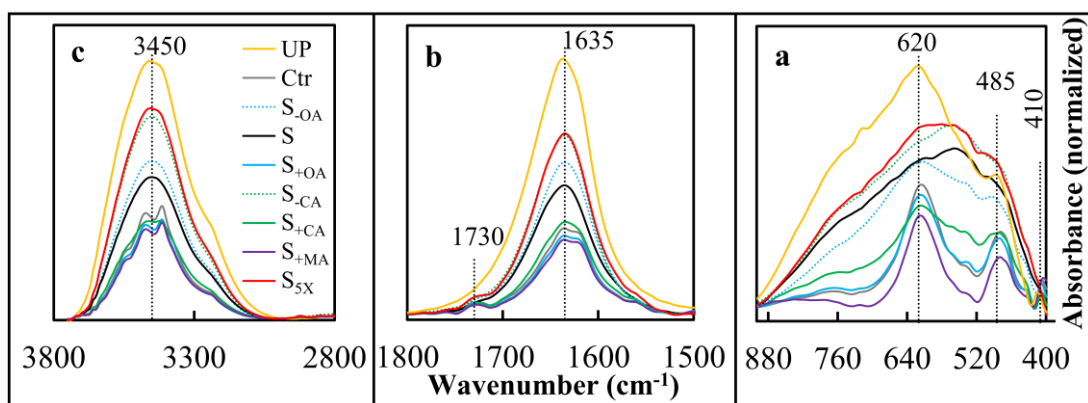 c
3450
UP
Ctr
S-OA
S
S+OA
S-CA
S+CA
S+MA
S5X
3800
3300
2800
b
1635
1730
1800
1700
1600
1500
Wavenumber (cm-1)
a
620
485
410
880
760
640
520
400
Absorbance (normalized)